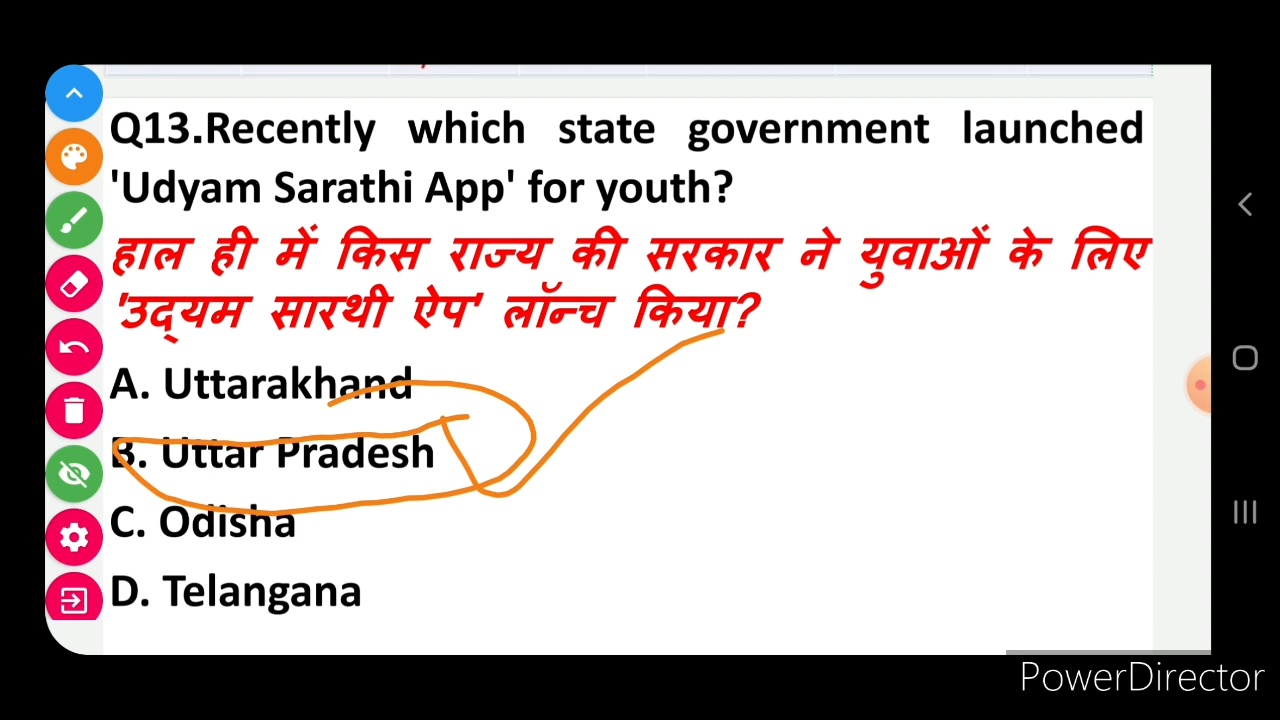 Q13.Recently which state government launched
'Udyam Sarathi App' for youth?
हाल ही में किस राज्य की सरकार ने युवाओं के लिए
'उद्यम सारथी ऐप' लॉन्च किया?
A. Uttarakhand
B. Uttar Pradesh
C. Odisha
D. Telangana
PowerDirector